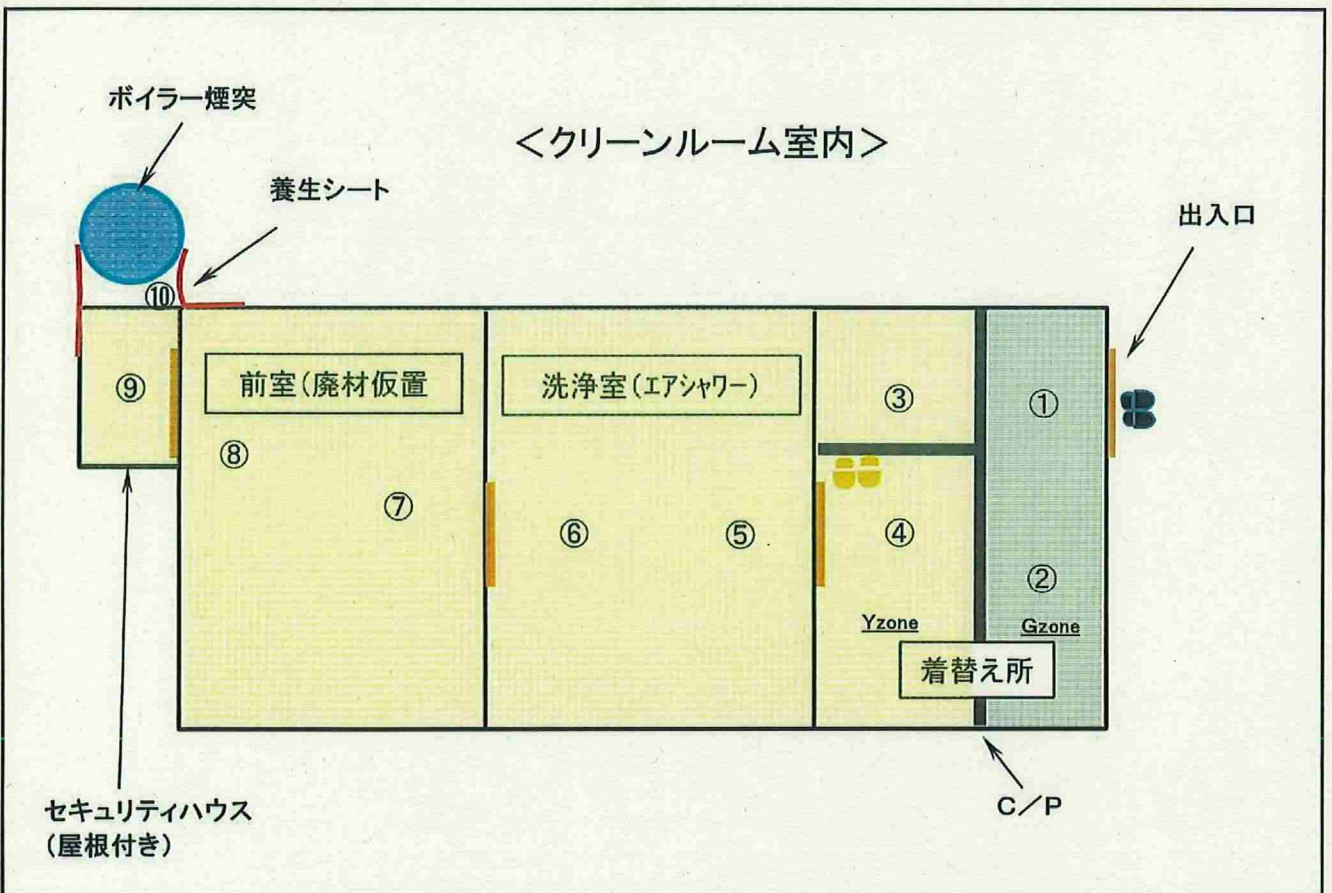 ボイラー煙突
<クリーンルーム室内>
養生シート
出入口
⑩
⑨
前室(廃材仮置
洗浄室(エアシャワー)
③
①
⑧
⑦
⑥
⑤
④
②
Yzone
Gzone
着替え所
セキュリティハウス
(屋根付き)
C/P